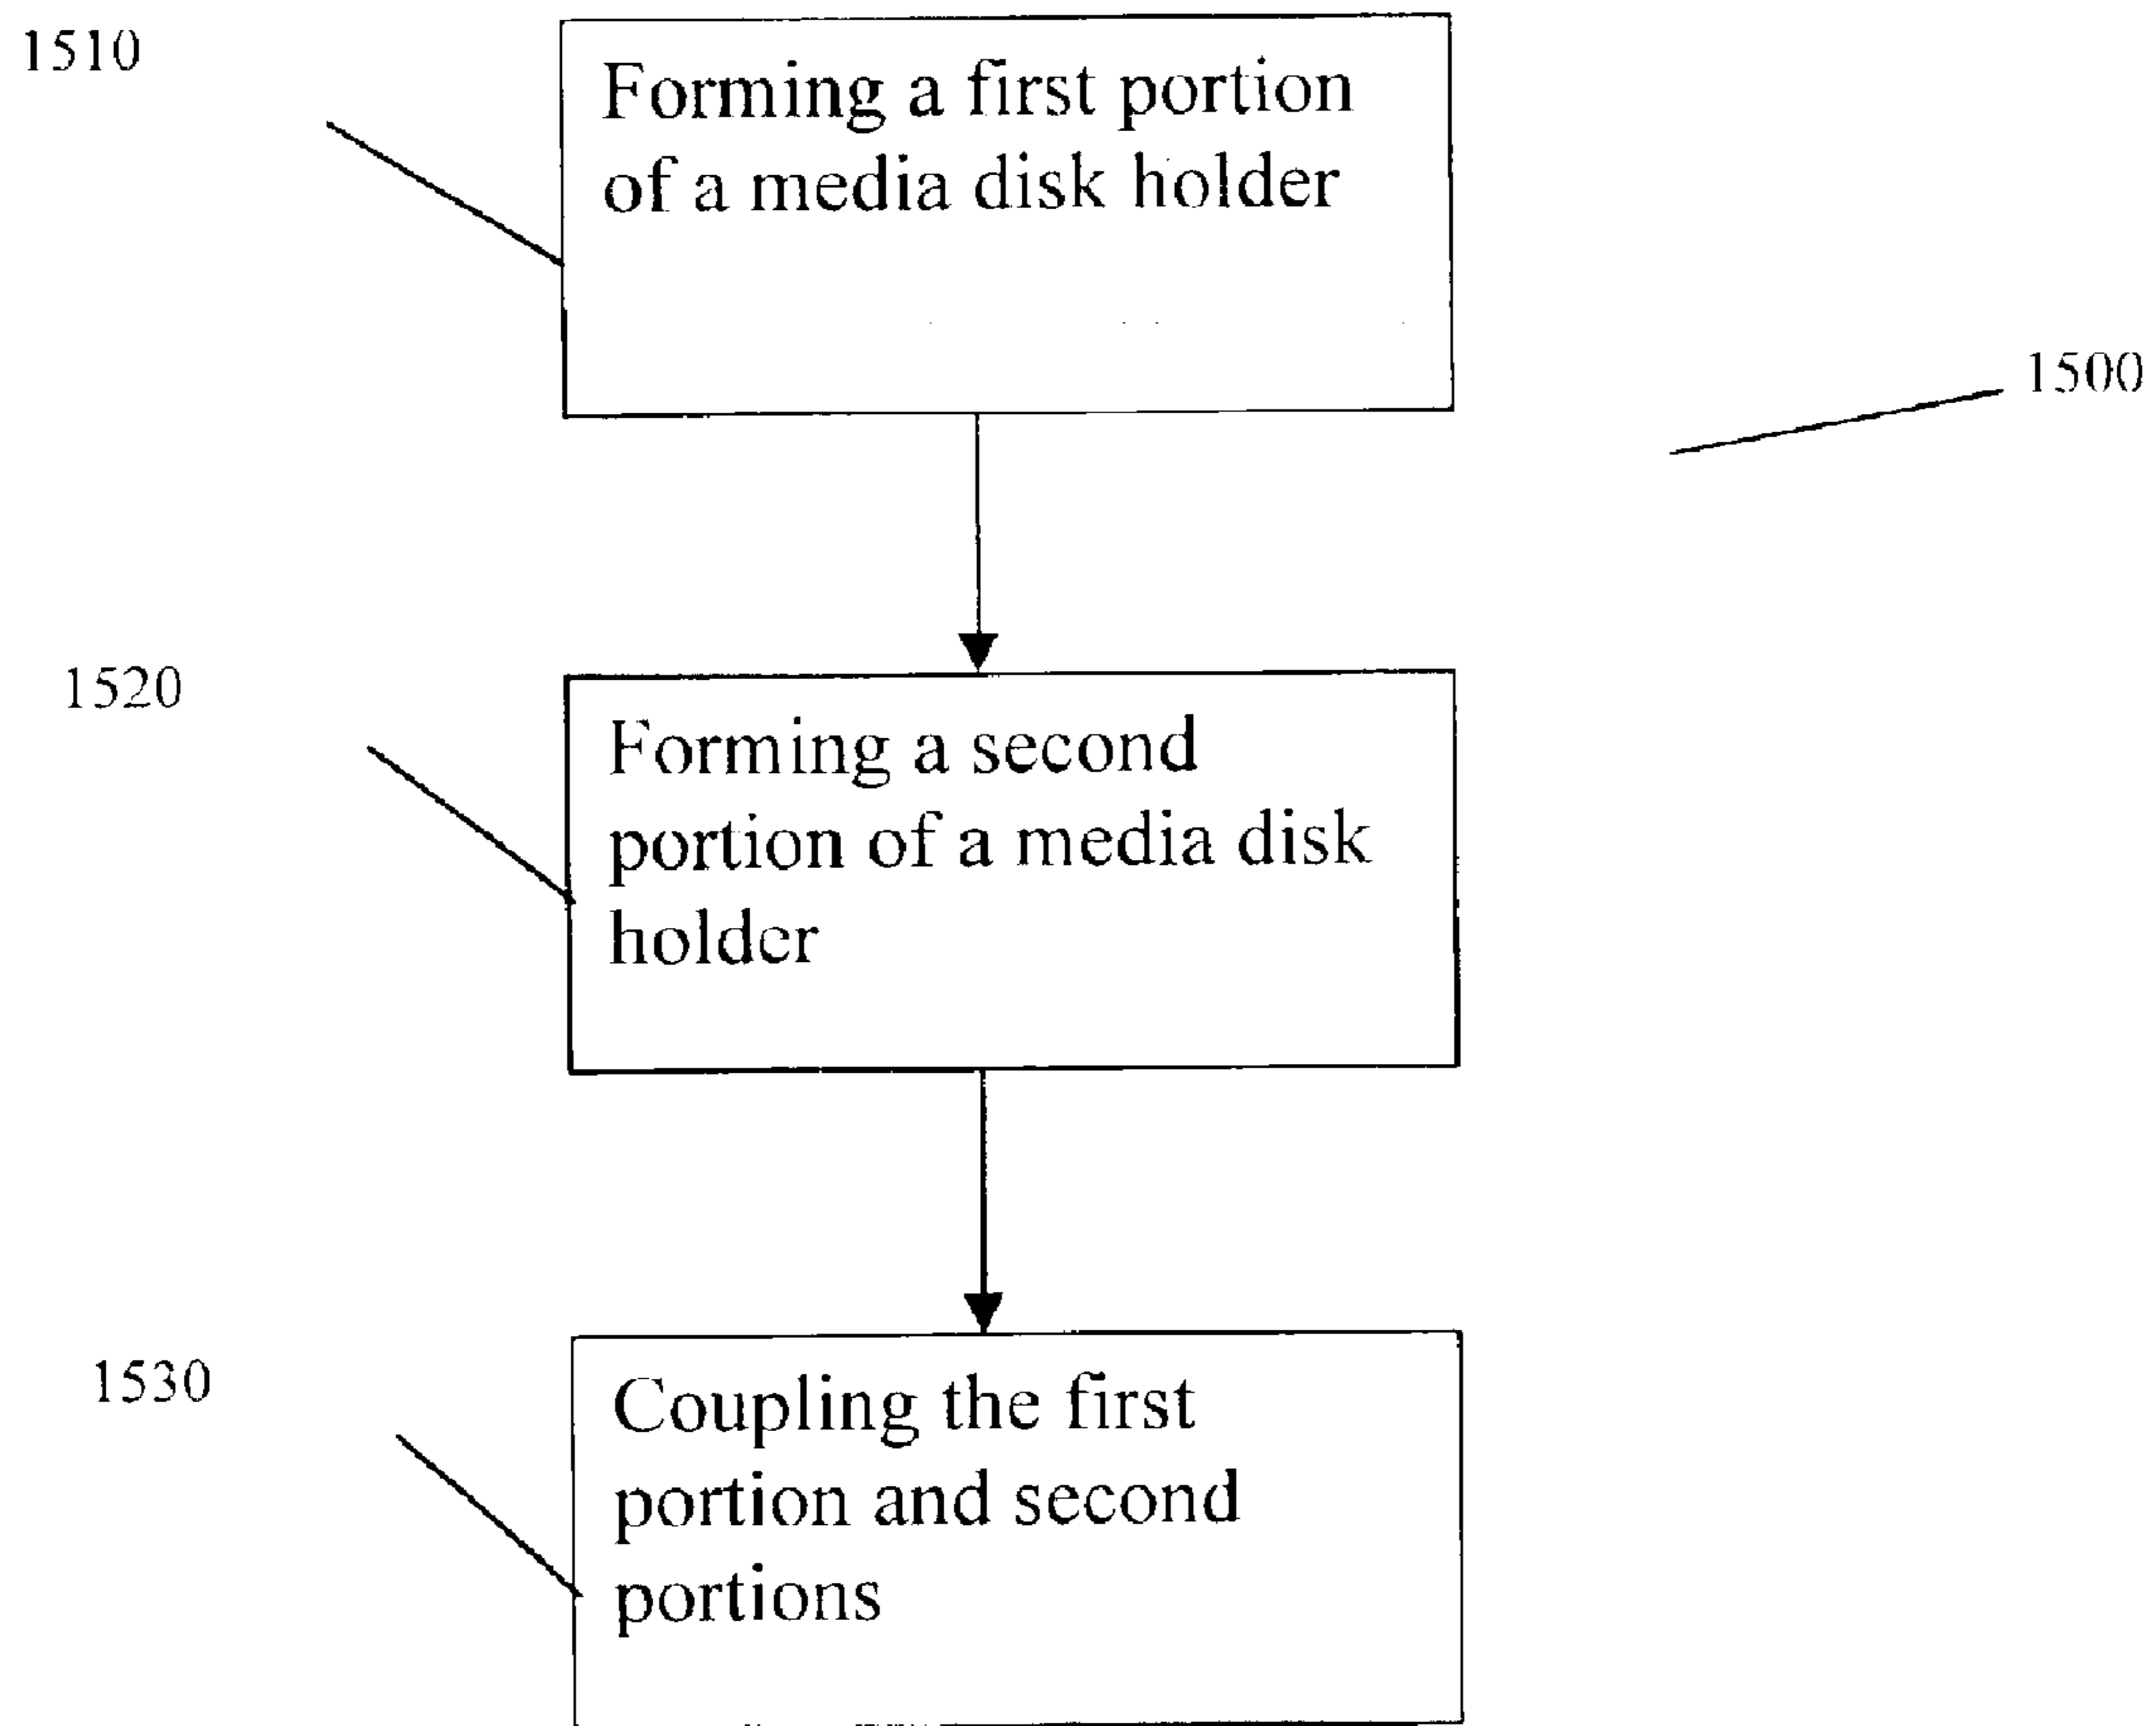 1510
Forming a first portion
of a media disk holder
1500
1520
Forming a second
portion of a media disk
holder
1530
Coupling the first
portion and second
portions